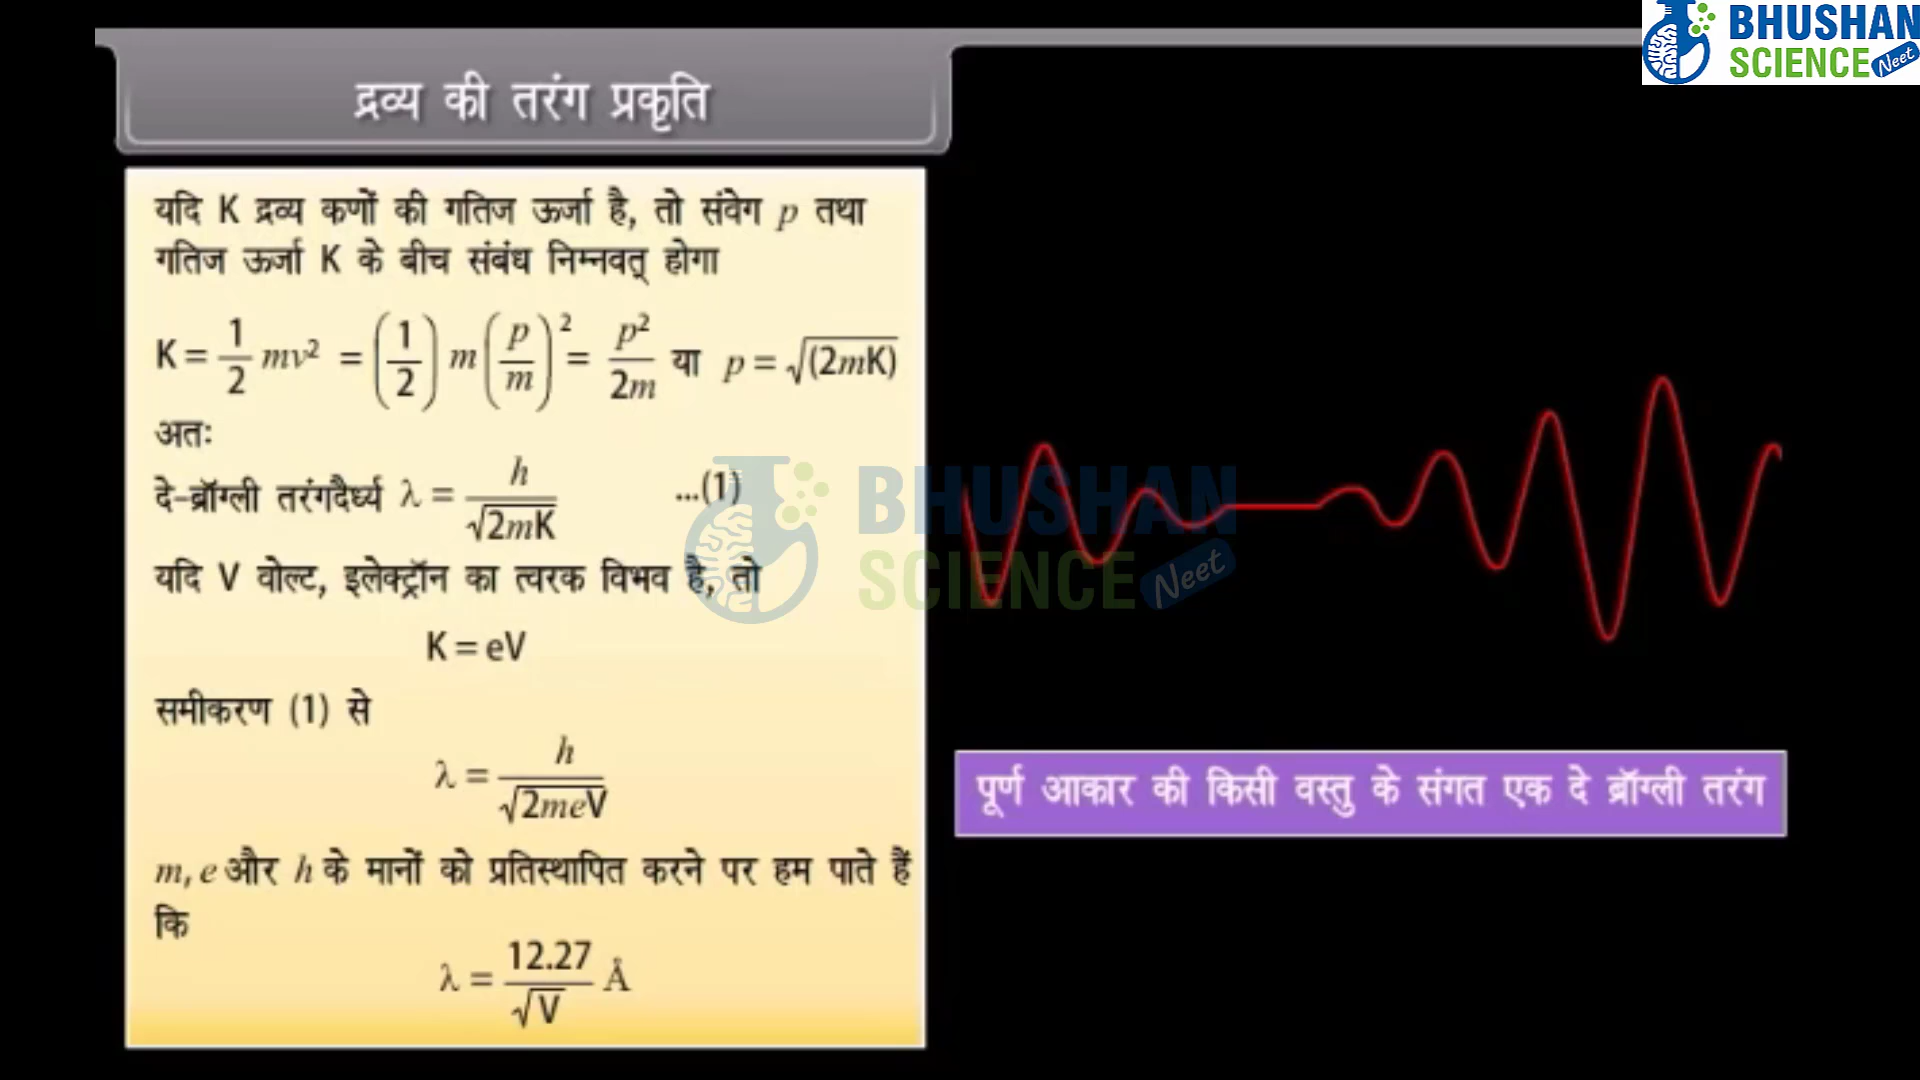 BHUSHAN
SCIENCE Neet
द्रव्य की तरंग प्रकृति
यदि K द्रव्य कणों की गतिज ऊर्जा है, तो संवेग p तथा
गतिज ऊर्जा K के बीच संबंध निम्नवत् होगा
K = 1/2 mv² = (1/2) m (p/m)² = p²/2m या p = √(2mK)
अतः
दे-ब्रॉग्ली तरंगदैर्ध्य λ = h/√2mK ...(1)
यदि V वोल्ट, इलेक्ट्रॉन का त्वरक विभव है, तो
K = eV
समीकरण (1) से
λ = h/√2meV
m, e और h के मानों को प्रतिस्थापित करने पर हम पाते हैं
कि
λ = 12.27/√V Å
BHUSHAN
SCIENCE Neet
पूर्ण आकार की किसी वस्तु के संगत एक दे ब्रॉग्ली तरंग